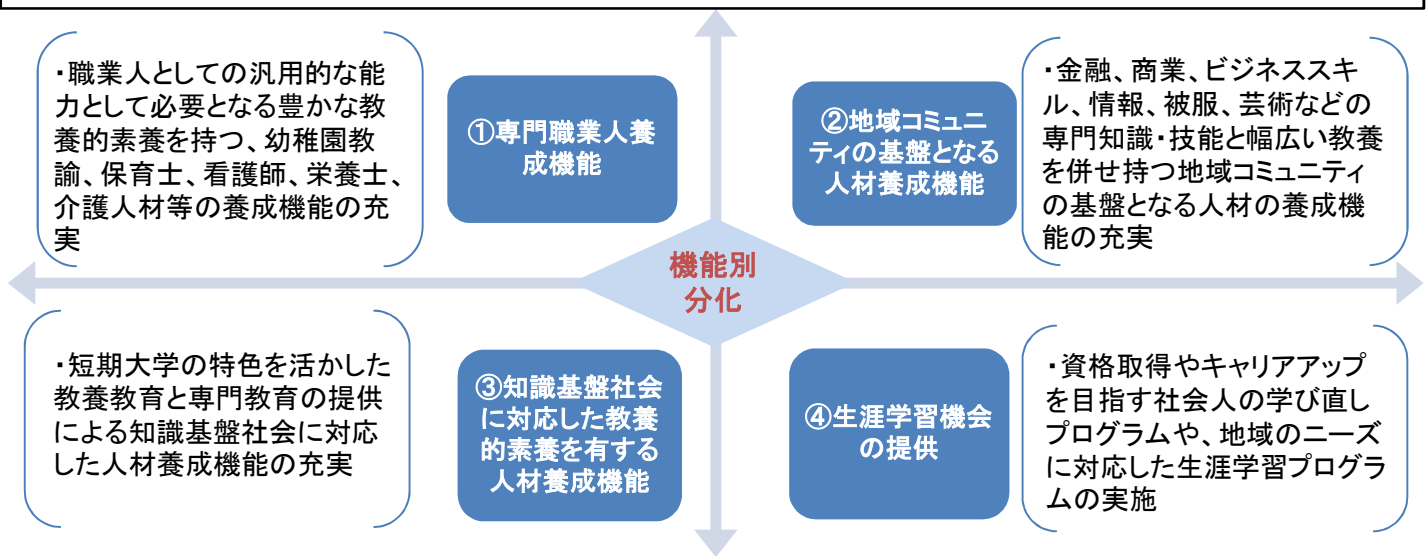 ・職業人としての汎用的な能
力として必要となる豊かな教
養的素養を持つ、幼稚園教
諭、保育士、看護師、栄養士、
介護人材等の養成機能の充
実
①専門職業人養
成機能
②地域コミュニ
ティの基盤となる
人材養成機能
・金融、商業、ビジネススキ
ル、情報、被服、芸術などの
専門知識・技能と幅広い教養
を併せ持つ地域コミュニティ
の基盤となる人材の養成機
能の充実
機能別
分化
・短期大学の特色を活かした
教養教育と専門教育の提供
による知識基盤社会に対応
した人材養成機能の充実
③知識基盤社会
に対応した教養
的素養を有する
人材養成機能
④生涯学習機会
の提供
・資格取得やキャリアアップ
を目指す社会人の学び直し
プログラムや、地域のニーズ
に対応した生涯学習プログラ
ムの実施